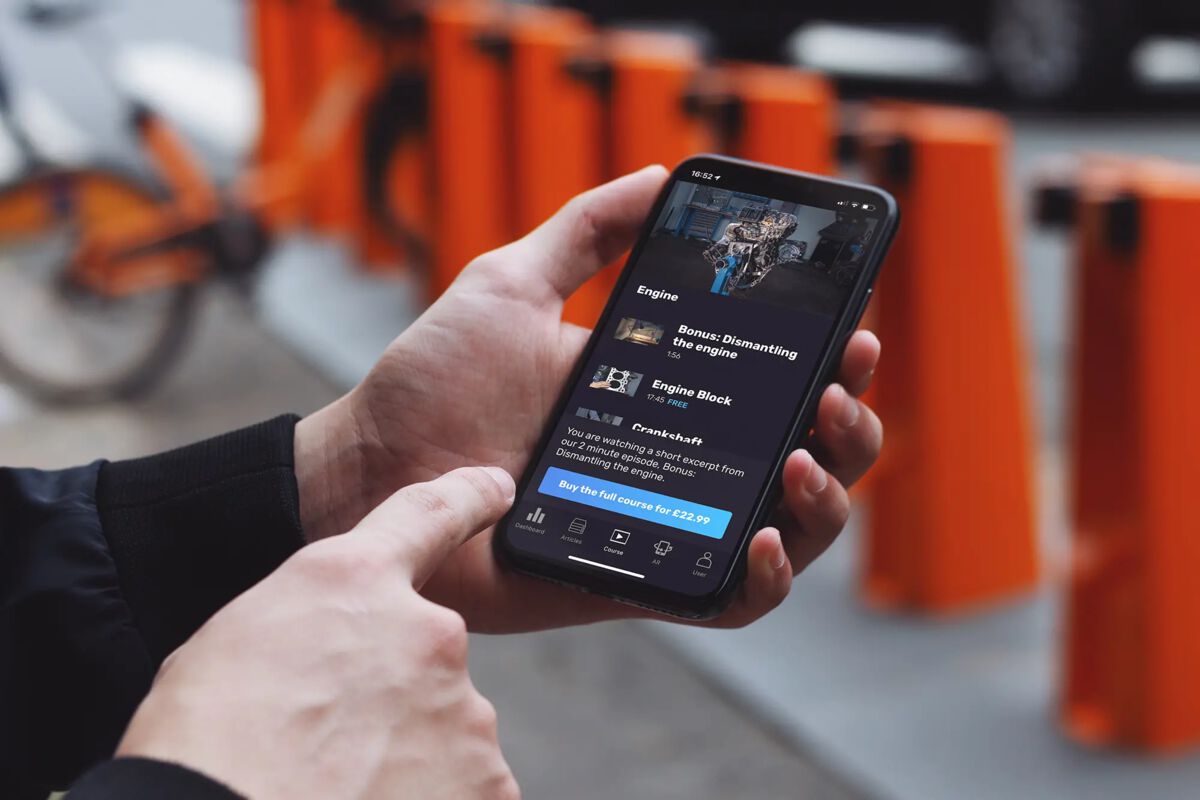 16:52
Engine
Bonus: Dismantling
the engine
1:56
Engine Block
17:45 FREE
Crankshaft
You are watching a short excerpt from
our 2 minute episode, Bonus:
Dismantling the engine.
Buy the full course for £22.99
Dashboard
Articles
Course
AR
User